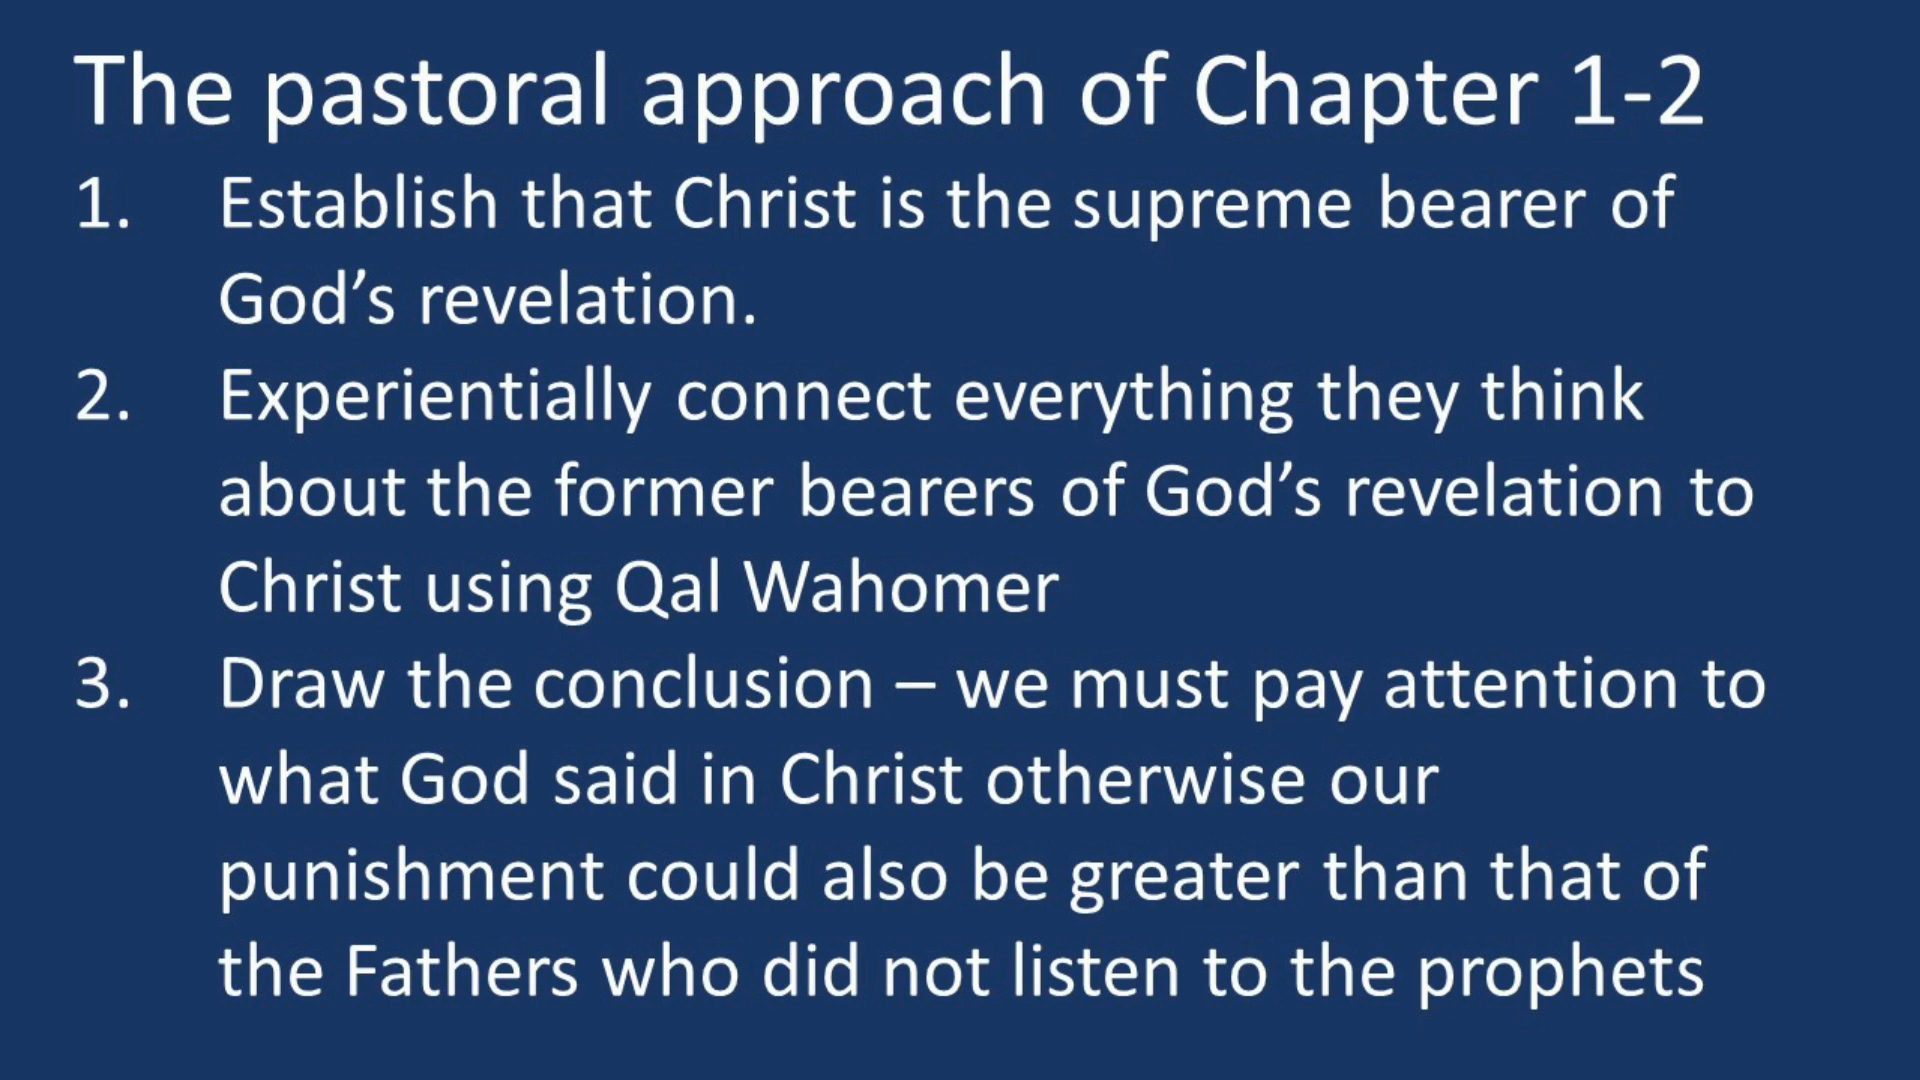 The pastoral approach of Chapter 1-2
1. Establish that Christ is the supreme bearer of
God’s revelation.
2. Experientially connect everything they think
about the former bearers of God’s revelation to
Christ using Qal Wahomer
3. Draw the conclusion – we must pay attention to
what God said in Christ otherwise our
punishment could also be greater than that of
the Fathers who did not listen to the prophets